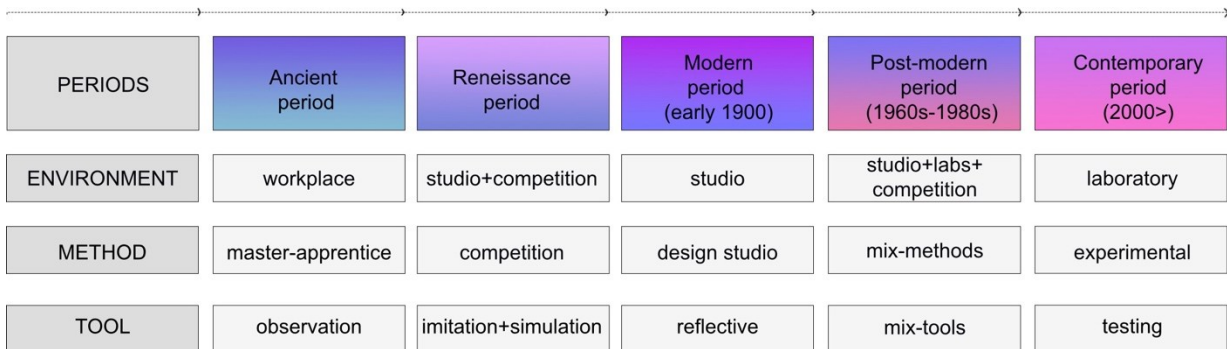 PERIODS
Ancient
period
Reneissance
period
Modern
period
(early 1900)
Post-modern
period
(1960s-1980s)
Contemporary
period
(2000>)
ENVIRONMENT
workplace
studio+competition
studio
studio+labs+
competition
laboratory
METHOD
master-apprentice
competition
design studio
mix-methods
experimental
TOOL
observation
imitation+simulation
reflective
mix-tools
testing